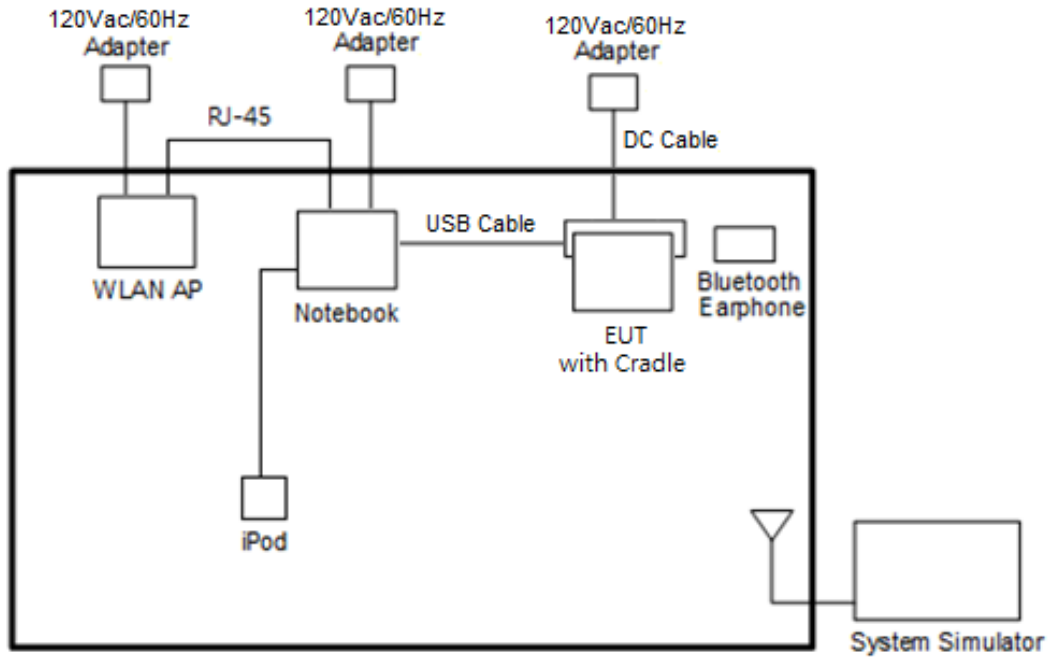 120Vac/60Hz
Adapter
120Vac/60Hz
Adapter
120Vac/60Hz
Adapter
RJ-45
DC Cable
USB Cable
WLAN AP
Notebook
Bluetooth
Earphone
EUT
with Cradle
iPod
System Simulator